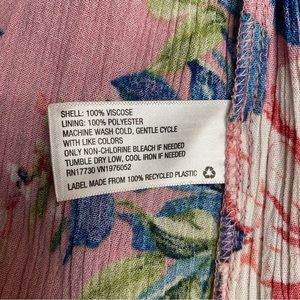 SHELL: 100% VISCOSE
LINING: 100% POLYESTER
MACHINE WASH COLD, GENTLE CYCLE
WITH LIKE COLORS
ONLY NON-CHLORINE BLEACH IF NEEDED
TUMBLE DRY LOW, COOL IRON IF NEEDED
RN17730 VN1976052
LABEL MADE FROM 100% RECYCLED PLASTIC